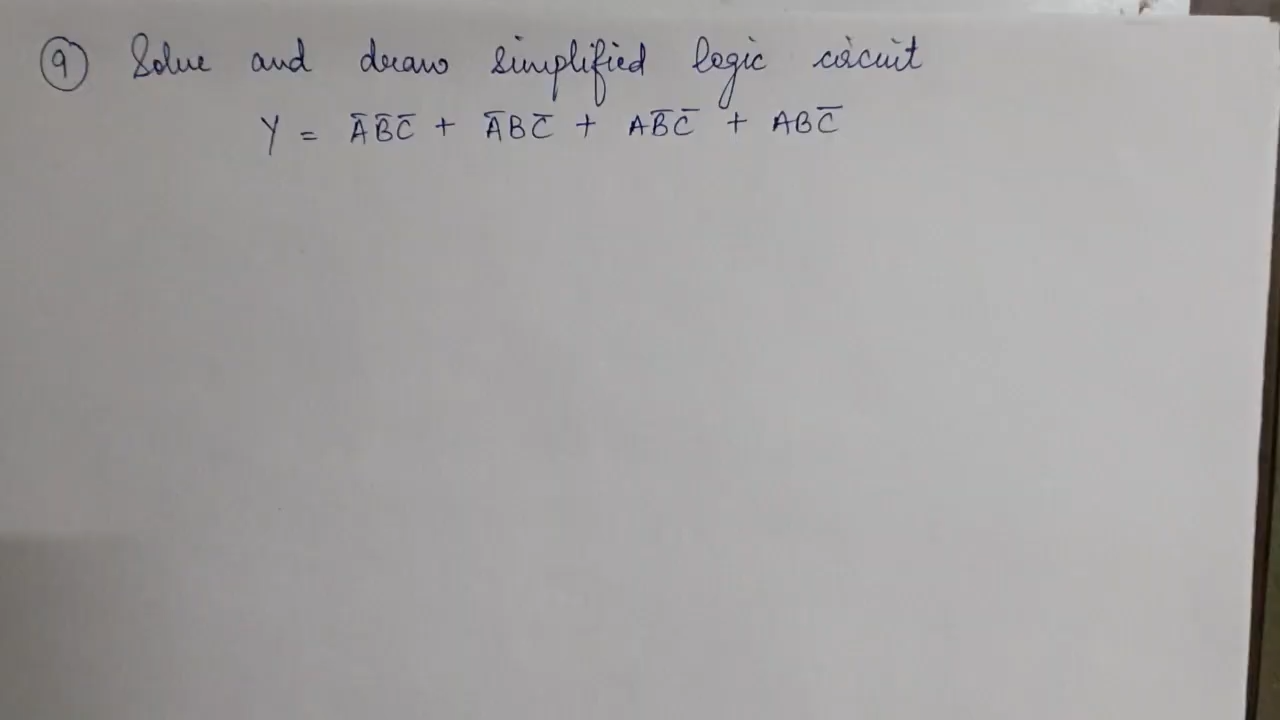 9 Solve and draw simplified logic circuit
Y = A̅B̅C̅ + A̅BC̅ + AB̅C̅ + ABC̅